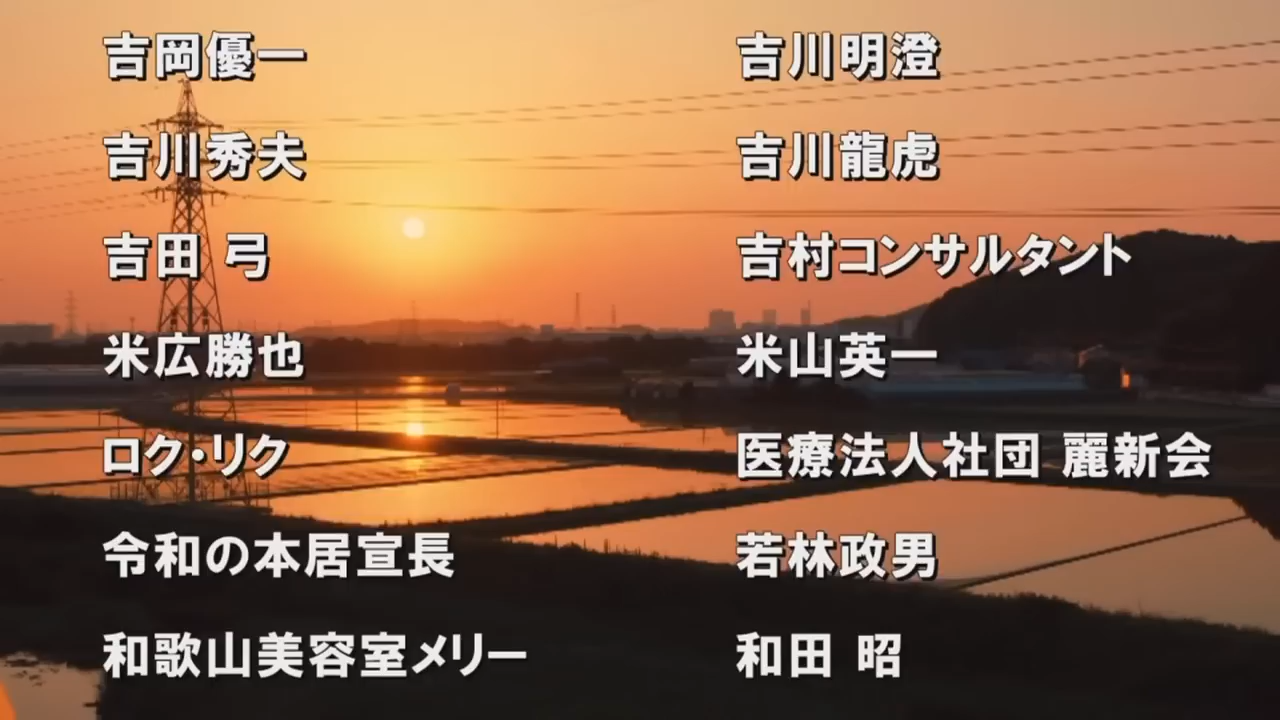 吉岡優一
吉川明澄
吉川秀夫
吉川龍虎
吉田 弓
吉村コンサルタント
米広勝也
米山英一
ロク・リク
医療法人社団 麗新会
令和の本居宣長
若林政男
和歌山美容室メリー
和田 昭